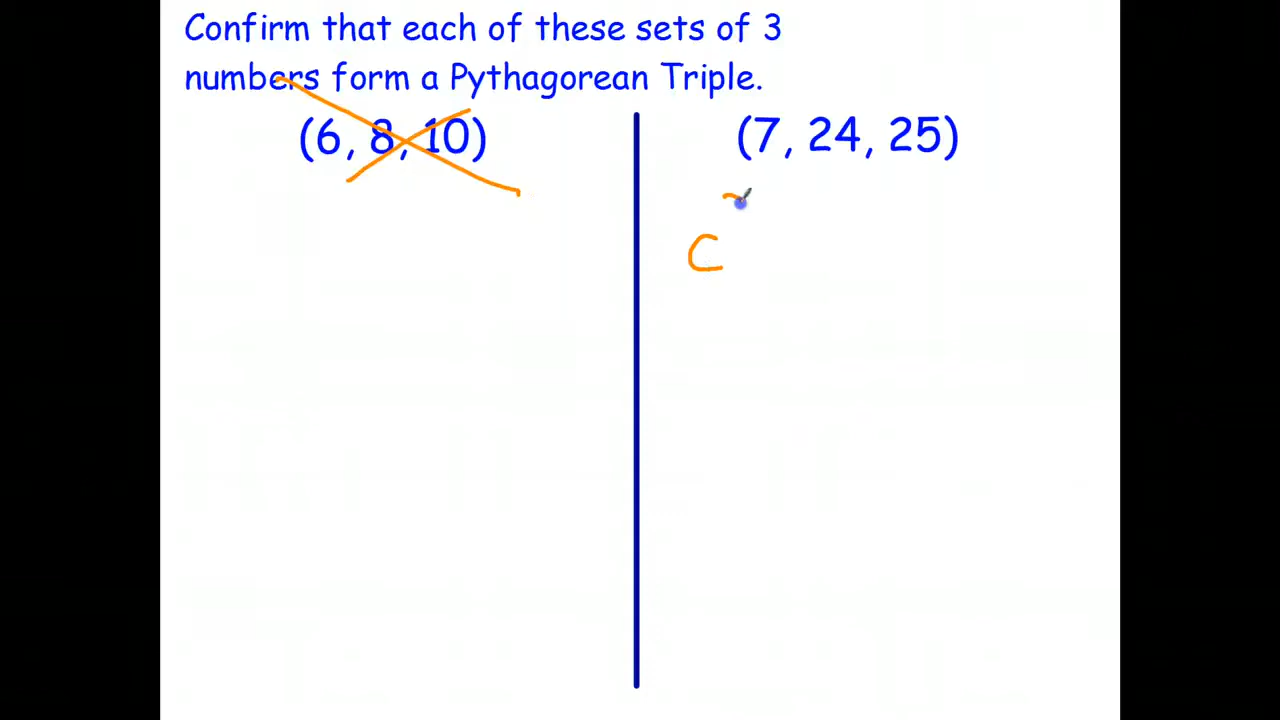 Confirm that each of these sets of 3
numbers form a Pythagorean Triple.
(6, 8, 10)
(7, 24, 25)
C